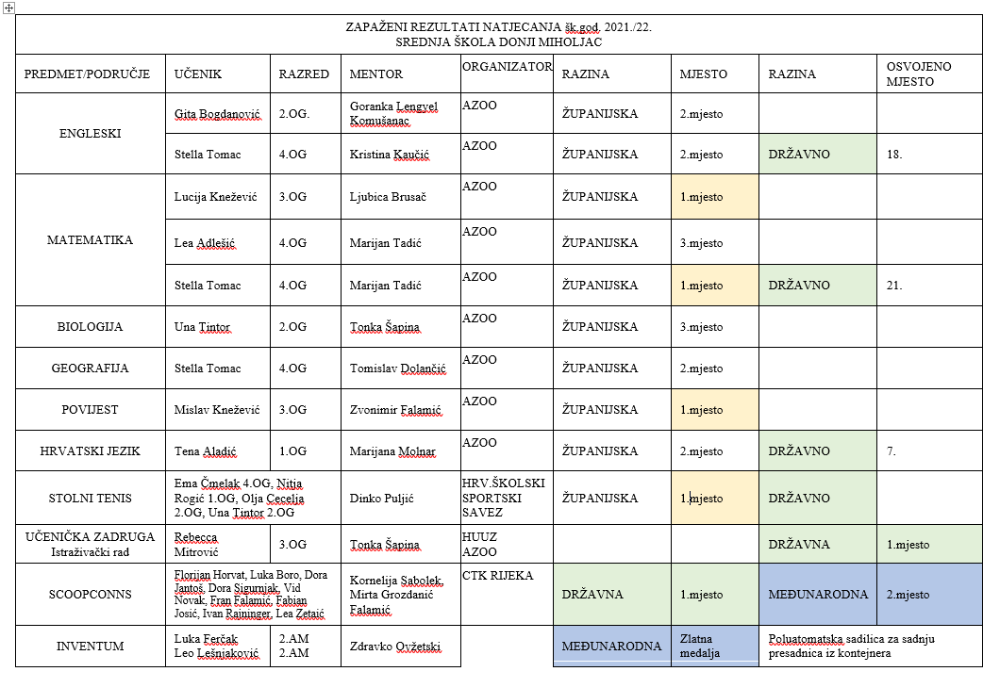 ZAPAŽENI REZULTATI NATJECANJA šk.god. 2021./22.
SREDNJA ŠKOLA DONJI MIHOLJAC
PREDMET/PODRUČJE UČENIK RAZRED MENTOR ORGANIZATOR RAZINA MJESTO RAZINA OSVOJENO
MJESTO
ENGLESKI
Gita Bogdanović 2.OG. Goranka Lengyel
Komušanac AZOO ŽUPANIJSKA 2.mjesto
Stella Tomac 4.OG Kristina Kaučić AZOO ŽUPANIJSKA 2.mjesto DRŽAVNO 18.
MATEMATIKA
Lucija Knežević 3.OG Ljubica Brusač AZOO ŽUPANIJSKA 1.mjesto
Lea Adlešić 4.OG Marijan Tadić AZOO ŽUPANIJSKA 3.mjesto
Stella Tomac 4.OG Marijan Tadić AZOO ŽUPANIJSKA 1.mjesto DRŽAVNO 21.
BIOLOGIJA Una Tintor 2.OG Tonka Šapina AZOO ŽUPANIJSKA 3.mjesto
GEOGRAFIJA Stella Tomac 4.OG Tomislav Dolančić AZOO ŽUPANIJSKA 2.mjesto
POVIJEST Mislav Knežević 3.OG Zvonimir Falamić AZOO ŽUPANIJSKA 1.mjesto
HRVATSKI JEZIK Tena Aladić 1.OG Marijana Molnar AZOO ŽUPANIJSKA 2.mjesto DRŽAVNO 7.
STOLNI TENIS
Ema Čmelak 4.OG, Nitja
Rogić 1.OG, Olja Cecelja
2.OG, Una Tintor 2.OG
Dinko Puljić
HRV.ŠKOLSKI
SPORTSKI
SAVEZ
ŽUPANIJSKA 1.mjesto DRŽAVNO
UČENIČKA ZADRUGA
Istraživački rad
Rebecca
Mitrović
3.OG Tonka Šapina
HUUZ
AZOO
DRŽAVNA 1.mjesto
SCOOPCONNS
Florijan Horvat, Luka Boro, Dora
Jantoš, Dora Sigurnjak, Vid
Novak, Fran Falamić, Fabian
Josić, Ivan Rajninger, Lea Zetaić
Kornelija Sabolek,
Mirta Grozdanić
Falamić
CTK RIJEKA
DRŽAVNA 1.mjesto MEĐUNARODNA 2.mjesto
INVENTUM
Luka Ferčak
Leo Lešnjaković
2.AM
2.AM
Zdravko Ovžetski
MEĐUNARODNA
Zlatna
medalja
Poluatomatska sadilica za sadnju
presadnica iz kontejnera